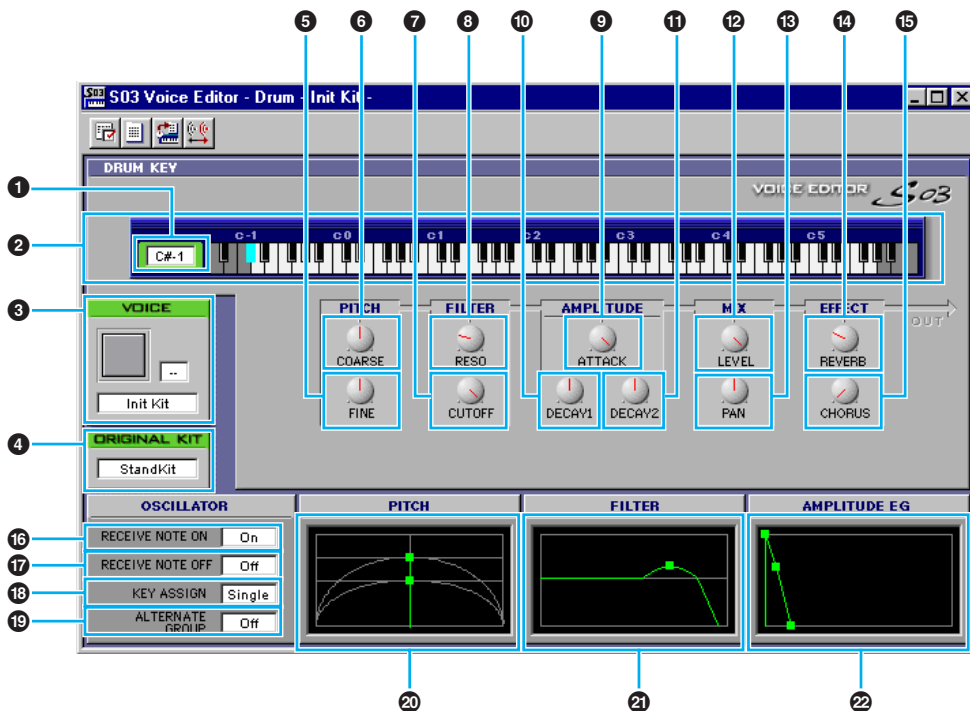 5 6 7 8 10 9 11 12 13 14 15
S03 S03 Voice Editor - Drum - Init Kit -
DRUM KEY
VOICE EDITOR S03
1
2
C-1 C0 C1 C2 C3 C4 C5
C#-1
3
VOICE
--
Init Kit
4
ORIGINAL KIT
StandKit
PITCH FILTER AMPLITUDE MIX EFFECT
OUT
COARSE RESO ATTACK LEVEL REVERB
FINE CUTOFF DECAY1 DECAY2 PAN CHORUS
OSCILLATOR PITCH FILTER AMPLITUDE EG
16 RECEIVE NOTE ON On
17 RECEIVE NOTE OFF Off
18 KEY ASSIGN Single
19 ALTERNATE GROUP Off
20 21 22